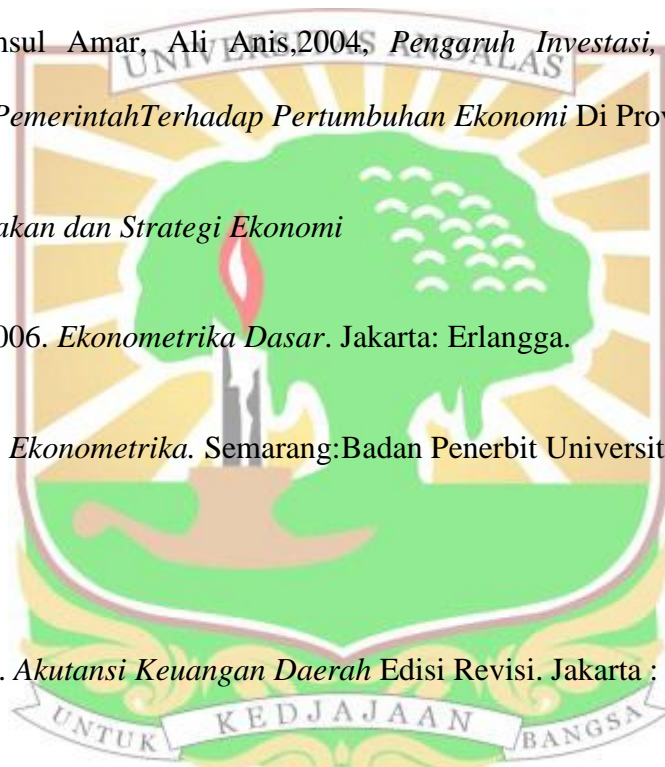 nsul Amar, Ali Anis,2004, Pengaruh Investasi,
UNIVERSITAS ANDALAS
PemerintahTerhadap Pertumbuhan Ekonomi Di Prov
akan dan Strategi Ekonomi
006. Ekonometrika Dasar. Jakarta: Erlangga.
Ekonometrika. Semarang:Badan Penerbit Universit
. Akutansi Keuangan Daerah Edisi Revisi. Jakarta :
UNTUK KEDJAJAAN BANGSA